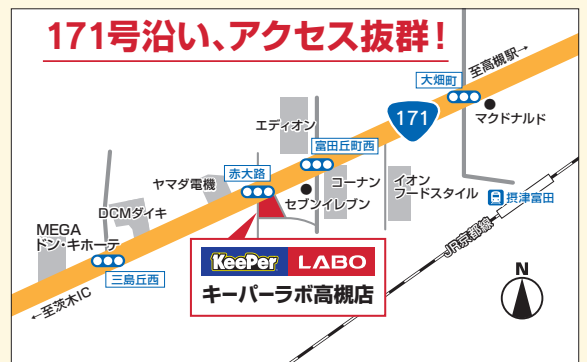 171号沿い、アクセス抜群!
至高槻駅→
大畑町
171
マクドナルド
エディオン
富田丘町西
赤大路
ヤマダ電機
セブンイレブン
コーナン
イオン
フードスタイル
摂津富田
DCMダイキ
MEGA
ドン・キホーテ
JR京都線
三島丘西
←至茨木IC
KeePer LABO
キーパーラボ高槻店
N